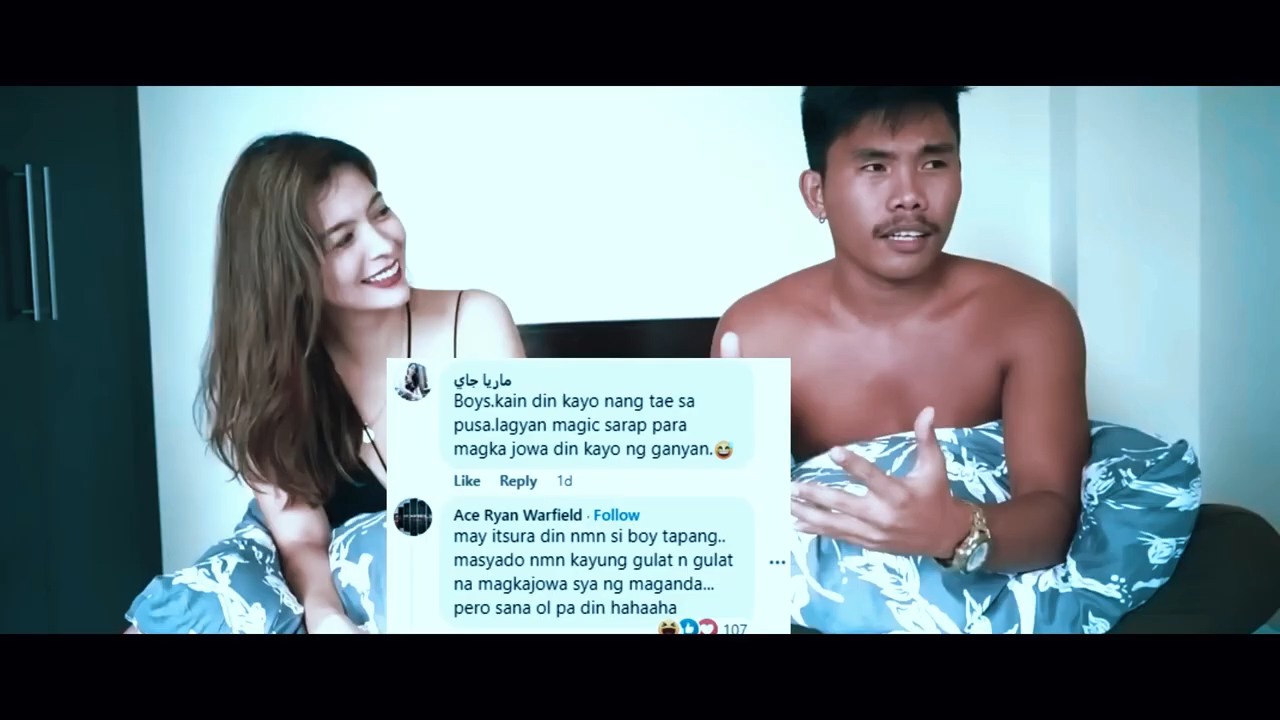 ماريا جاي
Boys.kain din kayo nang tae sa
pusa.lagyan magic sarap para
magka jowa din kayo ng ganyan.😅
Like Reply 1d
Ace Ryan Warfield · Follow
may itsura din nmn si boy tapang..
masyado nmn kayung gulat n gulat
na magkajowa sya ng maganda...
pero sana ol pa din hahaaha
107